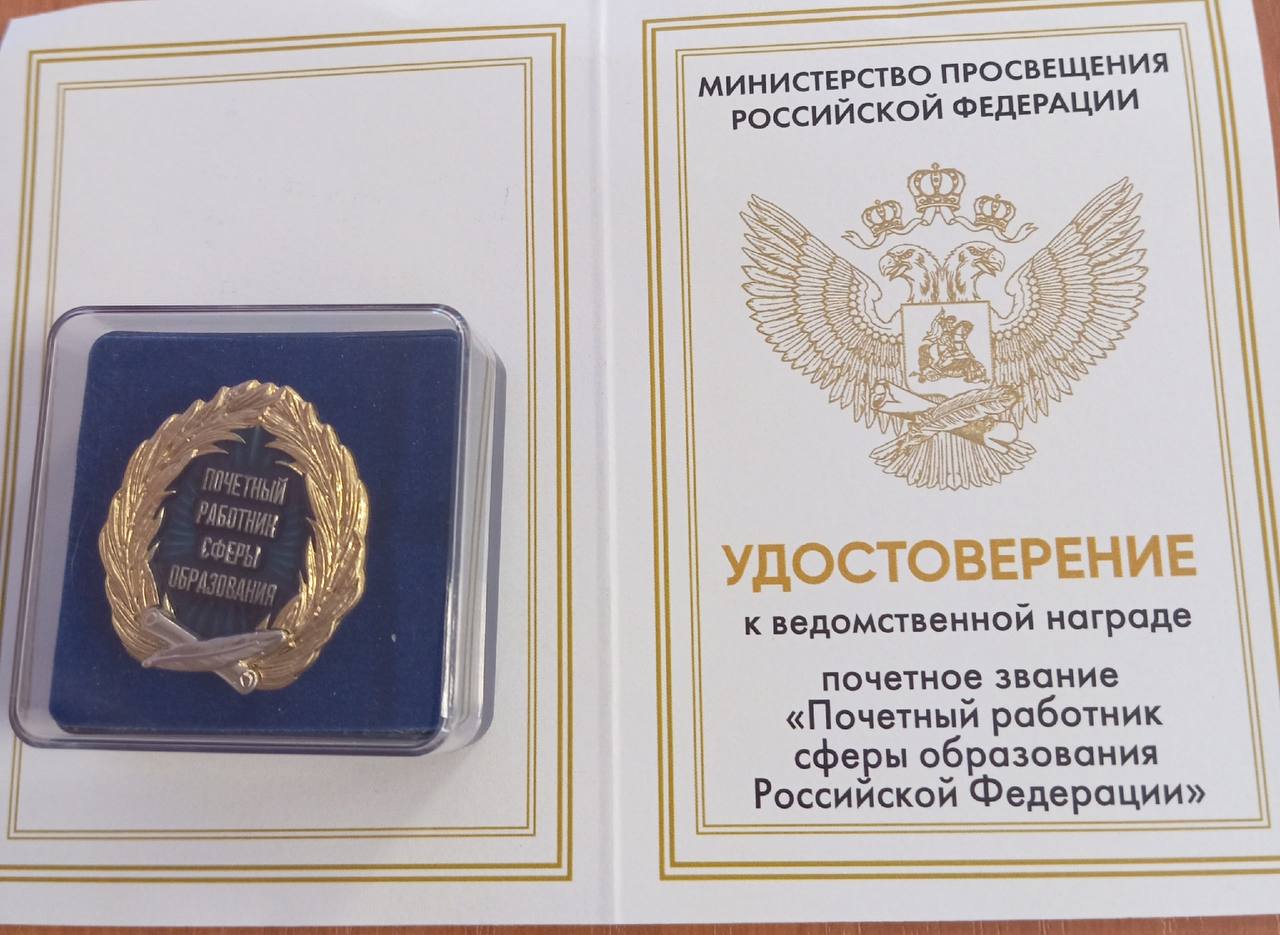 ПОЧЕТНЫЙ
РАБОТНИК
СФЕРЫ
ОБРАЗОВАНИЯ
МИНИСТЕРСТВО ПРОСВЕЩЕНИЯ
РОССИЙСКОЙ ФЕДЕРАЦИИ
УДОСТОВЕРЕНИЕ
к ведомственной награде
почетное звание
«Почетный работник
сферы образования
Российской Федерации»